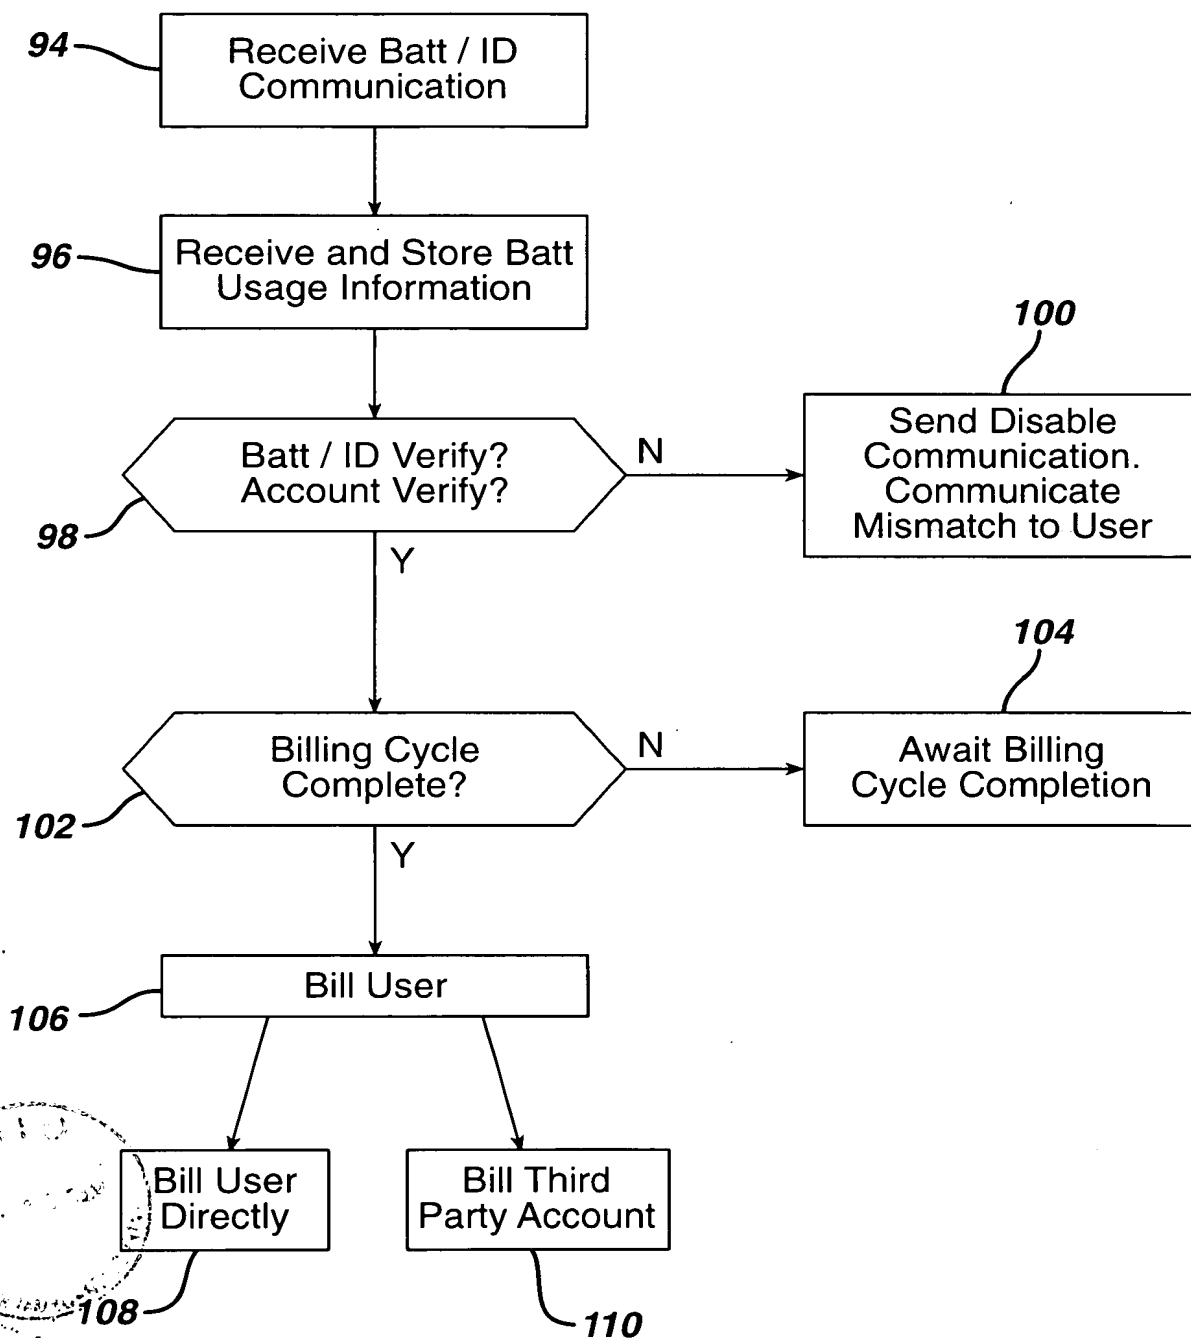 94
Receive Batt / ID
Communication
96
Receive and Store Batt
Usage Information
100
98
Batt / ID Verify?
Account Verify?
N
Send Disable
Communication.
Communicate
Mismatch to User
Y
104
102
Billing Cycle
Complete?
N
Await Billing
Cycle Completion
Y
106
Bill User
Bill User
Directly
108
Bill Third
Party Account
110